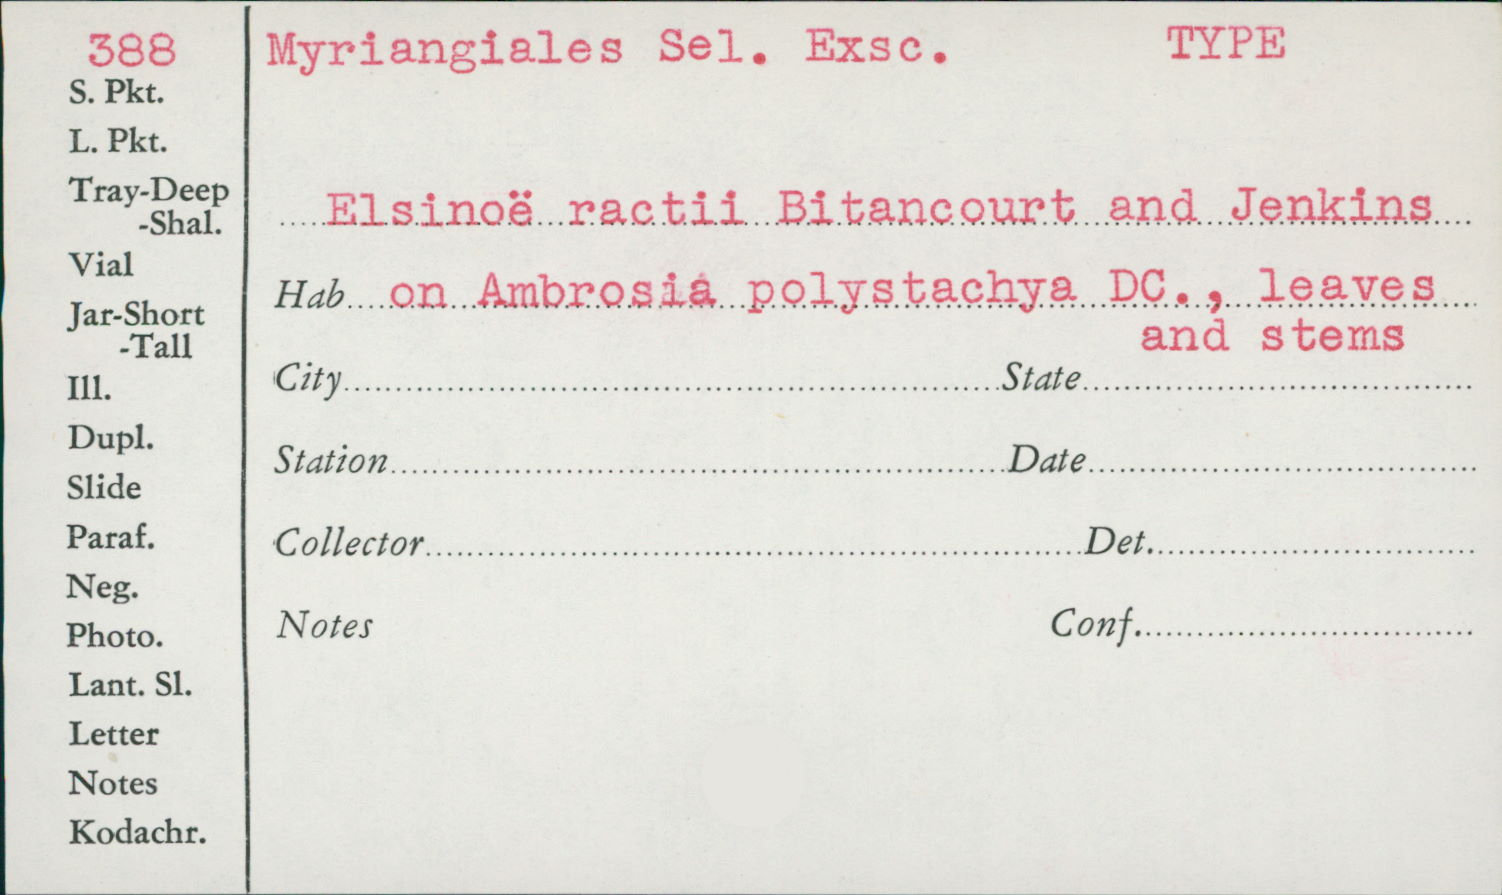 388
Myriangiales Sel. Exsc. TYPE
S. Pkt.
L. Pkt.
Tray-Deep
-Shal.
Vial
Jar-Short
-Tall
Ill.
Dupl.
Slide
Paraf.
Neg.
Photo.
Lant. Sl.
Letter
Notes
Kodachr.
Elsinoë ractii Bitancourt and Jenkins
Hab on Ambrosia polystachya DC., leaves
and stems
City State
Station Date
Collector Det.
Notes Conf.